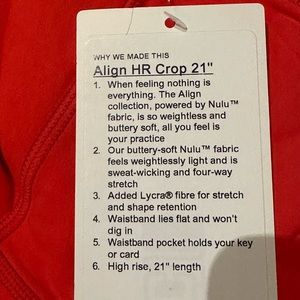 WHY WE MADE THIS
Align HR Crop 21"
1. When feeling nothing is
everything. The Align
collection, powered by Nulu™
fabric, is so weightless and
buttery soft, all you feel is
your practice
2. Our buttery-soft Nulu™ fabric
feels weightlessly light and is
sweat-wicking and four-way
stretch
3. Added Lycra® fibre for stretch
and shape retention
4. Waistband lies flat and won't
dig in
5. Waistband pocket holds your key
or card
6. High rise, 21" length